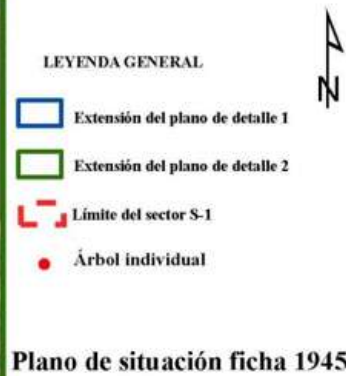 N
LEYENDA GENERAL
Extensión del plano de detalle 1
Extensión del plano de detalle 2
Límite del sector S-1
Árbol individual
Plano de situación ficha 1945